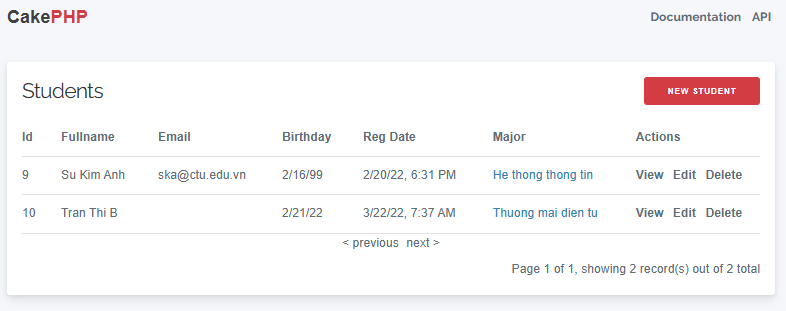 CakePHP Documentation API
Students NEW STUDENT
Id Fullname Email Birthday Reg Date Major Actions
9 Su Kim Anh ska@ctu.edu.vn 2/16/99 2/20/22, 6:31 PM He thong thong tin View Edit Delete
10 Tran Thi B 2/21/22 3/22/22, 7:37 AM Thuong mai dien tu View Edit Delete
< previous next >
Page 1 of 1, showing 2 record(s) out of 2 total